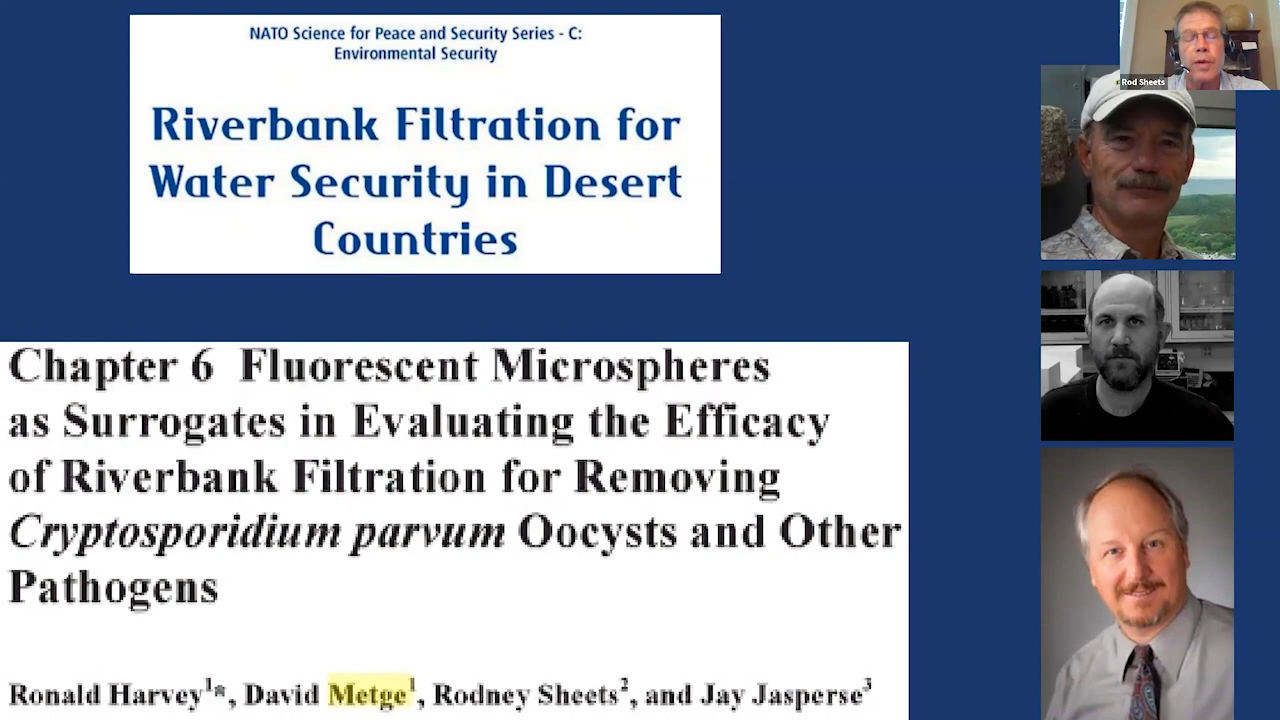 NATO Science for Peace and Security Series - C:
Environmental Security
Riverbank Filtration for
Water Security in Desert
Countries
Rod Sheets
Chapter 6 Fluorescent Microspheres
as Surrogates in Evaluating the Efficacy
of Riverbank Filtration for Removing
Cryptosporidium parvum Oocysts and Other
Pathogens
Ronald Harvey¹*, David Metge¹, Rodney Sheets², and Jay Jasperse³